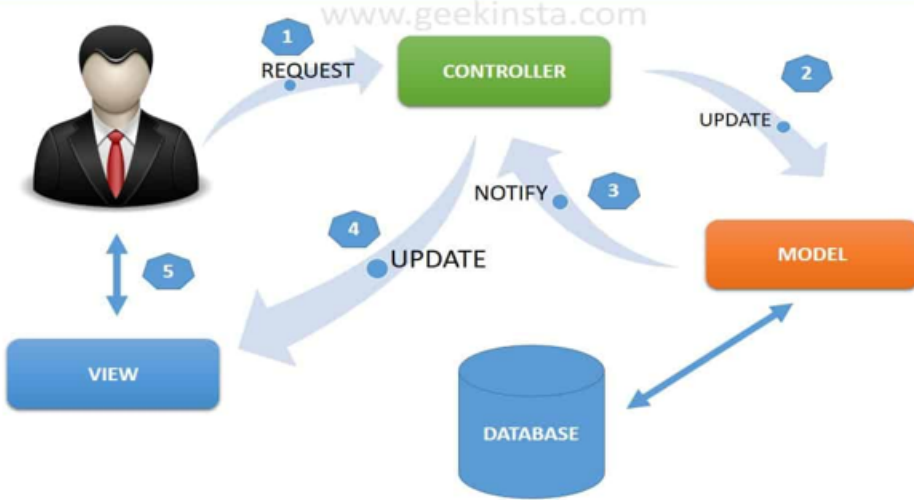 www.geekinsta.com
1
REQUEST
CONTROLLER
2
UPDATE
NOTIFY
3
4
UPDATE
MODEL
5
VIEW
DATABASE